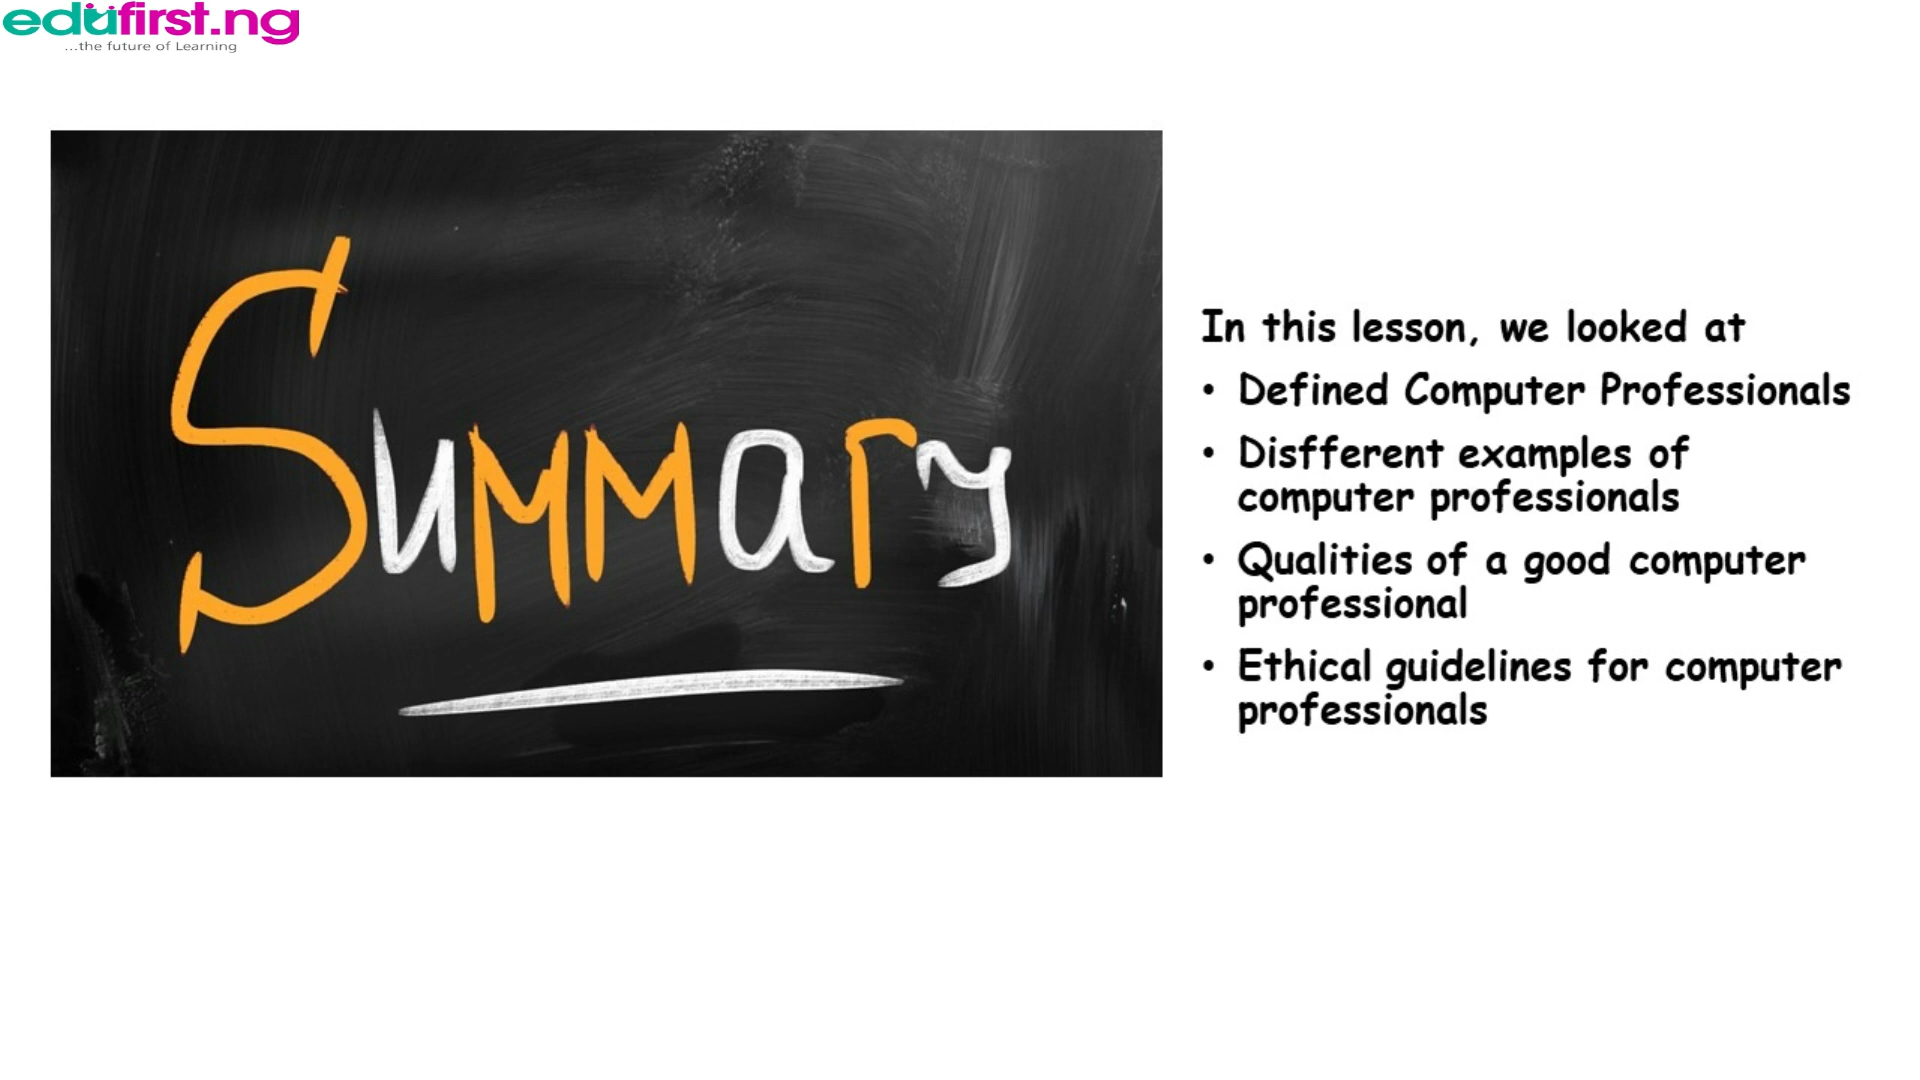 edufirst.ng
...the future of Learning
Summary
In this lesson, we looked at
• Defined Computer Professionals
• Disfferent examples of
computer professionals
• Qualities of a good computer
professional
• Ethical guidelines for computer
professionals